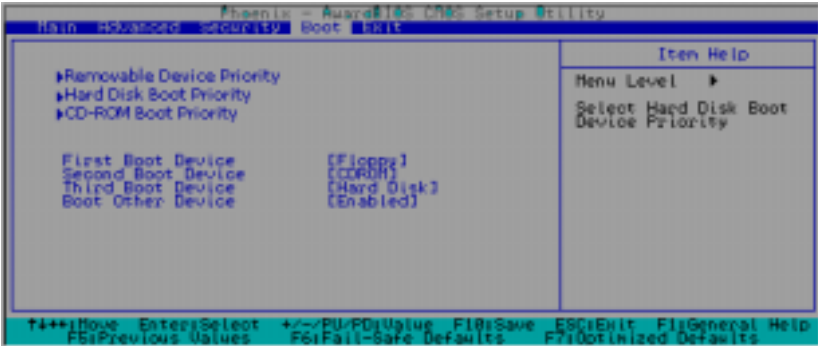 Phoenix - AwardBIOS CMOS Setup Utility
Main Advanced Security Boot Exit
▶Removable Device Priority
▶Hard Disk Boot Priority
▶CD-ROM Boot Priority
First Boot Device [Floppy]
Second Boot Device [CDROM]
Third Boot Device [Hard Disk]
Boot Other Device [Enabled]
Item Help
Menu Level ▶
Select Hard Disk Boot
Device Priority
↑↓↔:Move Enter:Select +/-/PU/PD:Value F10:Save ESC:Exit F1:General Help
F5:Previous Values F6:Fail-Safe Defaults F7:Optimized Defaults